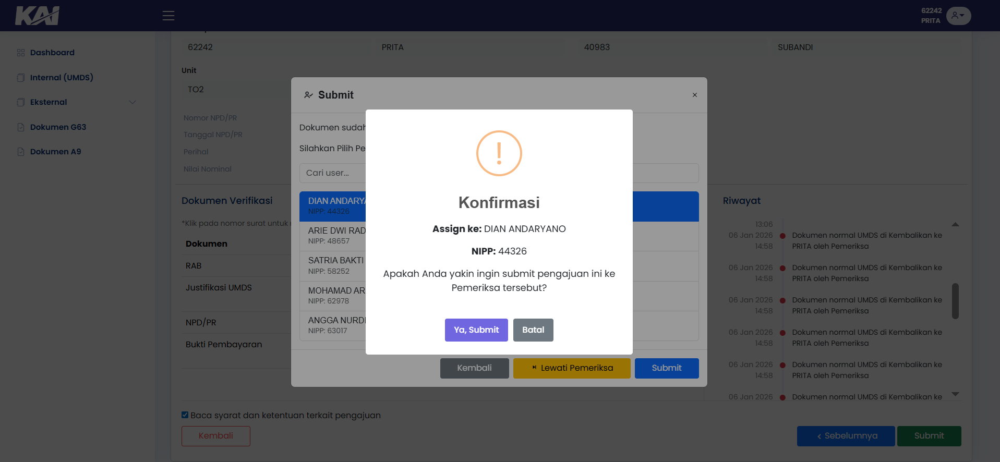 KAI
62242
PRITA
Dashboard
Internal (UMDS)
Eksternal
Dokumen G63
Dokumen A9
62242
PRITA
40983
SUBANDI
Unit
TO2
Nomor NPD/PR
Tanggal NPD/PR
Perihal
Nilai Nominal
Dokumen Verifikasi
*Klik pada nomor surat untuk
Dokumen
RAB
Justifikasi UMDS
NPD/PR
Bukti Pembayaran
Submit
Dokumen sudah
Silahkan Pilih Pe
Cari user...
DIAN ANDARYA
NIPP: 44326
ARIE DWI RAD
NIPP: 48657
SATRIA BAKTI
NIPP: 58252
MOHAMAD AR
NIPP: 62978
ANGGA NURD
NIPP: 63017
Kembali
Lewati Pemeriksa
Submit
!
Konfirmasi
Assign ke: DIAN ANDARYANO
NIPP: 44326
Apakah Anda yakin ingin submit pengajuan ini ke
Pemeriksa tersebut?
Ya, Submit
Batal
Riwayat
13:06
06 Jan 2026
14:58
Dokumen normal UMDS di Kembalikan ke
PRITA oleh Pemeriksa
06 Jan 2026
14:58
Dokumen normal UMDS di Kembalikan ke
PRITA oleh Pemeriksa
06 Jan 2026
14:58
Dokumen normal UMDS di Kembalikan ke
PRITA oleh Pemeriksa
06 Jan 2026
14:58
Dokumen normal UMDS di Kembalikan ke
PRITA oleh Pemeriksa
06 Jan 2026
14:58
Dokumen normal UMDS di Kembalikan ke
PRITA oleh Pemeriksa
06 Jan 2026
Dokumen normal UMDS di Kembalikan ke
Baca syarat dan ketentuan terkait pengajuan
Kembali
Sebelumnya
Submit